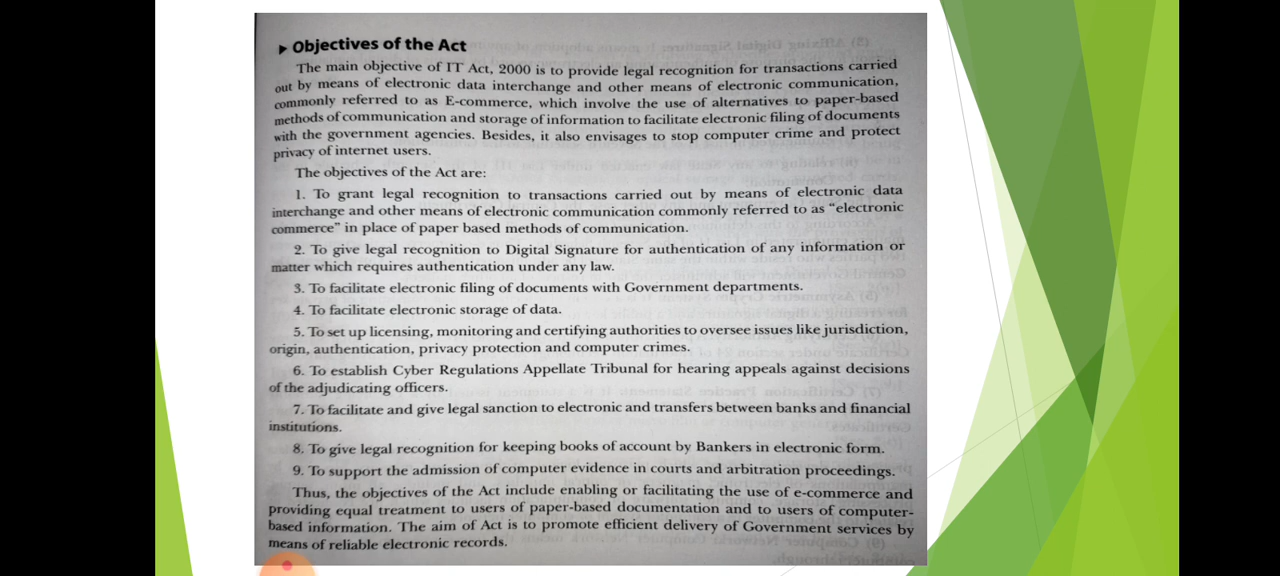 ▸ Objectives of the Act
The main objective of IT Act, 2000 is to provide legal recognition for transactions carried
out by means of electronic data interchange and other means of electronic communication,
commonly referred to as E-commerce, which involve the use of alternatives to paper-based
methods of communication and storage of information to facilitate electronic filing of documents
with the government agencies. Besides, it also envisages to stop computer crime and protect
privacy of internet users.
The objectives of the Act are:
1. To grant legal recognition to transactions carried out by means of electronic data
interchange and other means of electronic communication commonly referred to as “electronic
commerce” in place of paper based methods of communication.
2. To give legal recognition to Digital Signature for authentication of any information or
matter which requires authentication under any law.
3. To facilitate electronic filing of documents with Government departments.
4. To facilitate electronic storage of data.
5. To set up licensing, monitoring and certifying authorities to oversee issues like jurisdiction,
origin, authentication, privacy protection and computer crimes.
6. To establish Cyber Regulations Appellate Tribunal for hearing appeals against decisions
of the adjudicating officers.
7. To facilitate and give legal sanction to electronic and transfers between banks and financial
institutions.
8. To give legal recognition for keeping books of account by Bankers in electronic form.
9. To support the admission of computer evidence in courts and arbitration proceedings.
Thus, the objectives of the Act include enabling or facilitating the use of e-commerce and
providing equal treatment to users of paper-based documentation and to users of computer-
based information. The aim of Act is to promote efficient delivery of Government services by
means of reliable electronic records.